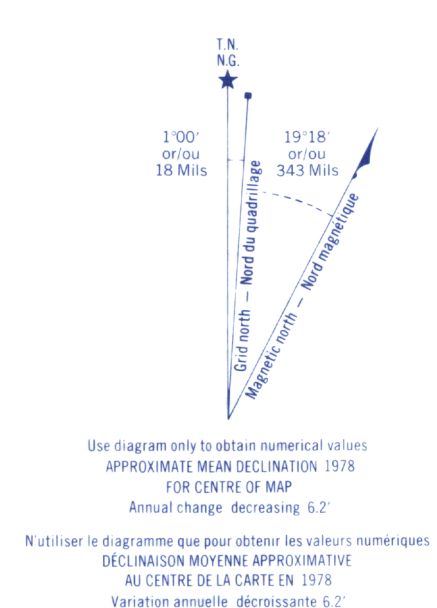 T.N.
N.G.
1°00'
or/ou
18 Mils
19°18'
or/ou
343 Mils
Grid north — Nord du quadrillage
Magnetic north — Nord magnétique
Use diagram only to obtain numerical values
APPROXIMATE MEAN DECLINATION 1978
FOR CENTRE OF MAP
Annual change decreasing 6.2'
N'utiliser le diagramme que pour obtenir les valeurs numériques
DÉCLINAISON MOYENNE APPROXIMATIVE
AU CENTRE DE LA CARTE EN 1978
Variation annuelle décroissante 6.2'